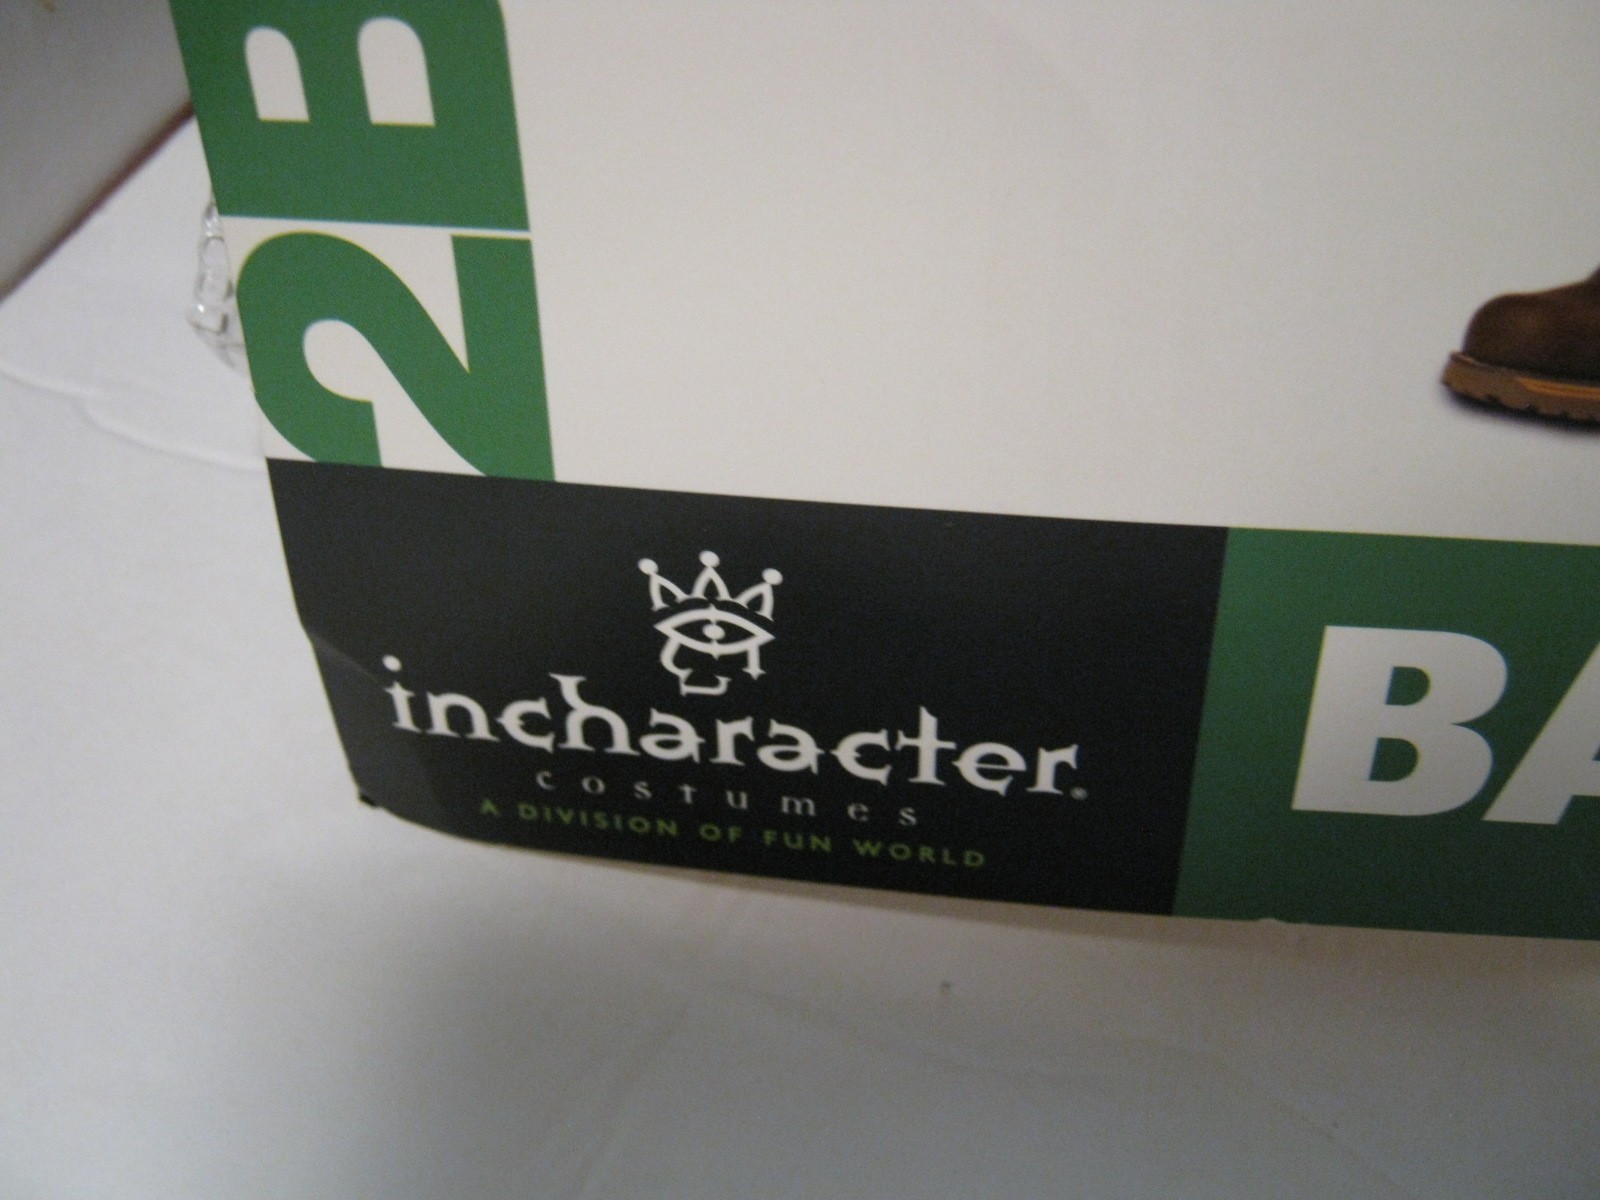 2B
incharacter®
costumes
A DIVISION OF FUN WORLD
BA